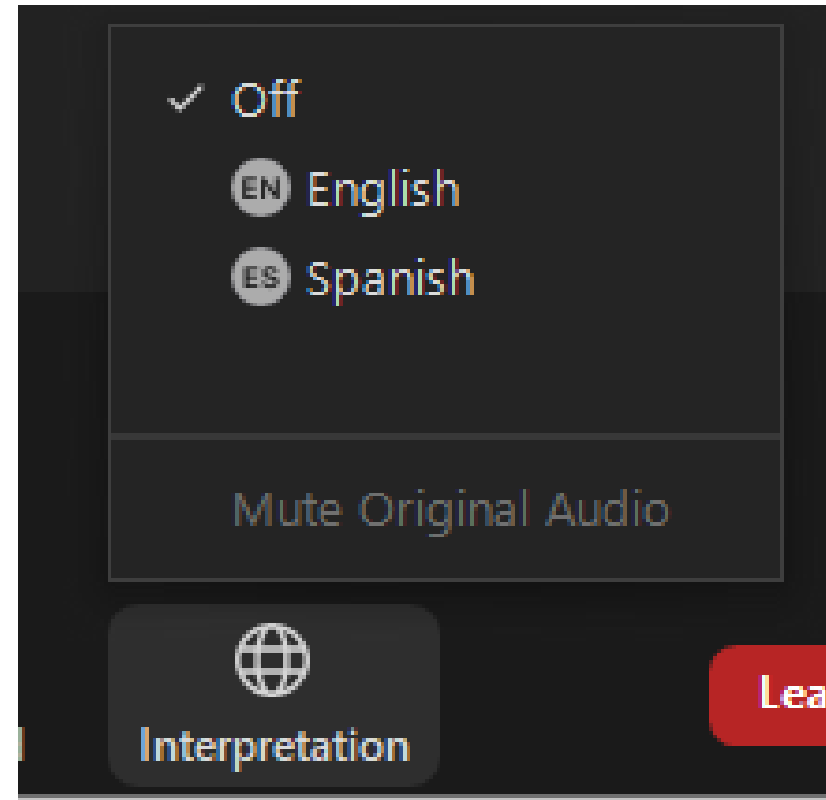 Off
EN English
ES Spanish
Mute Original Audio
Interpretation